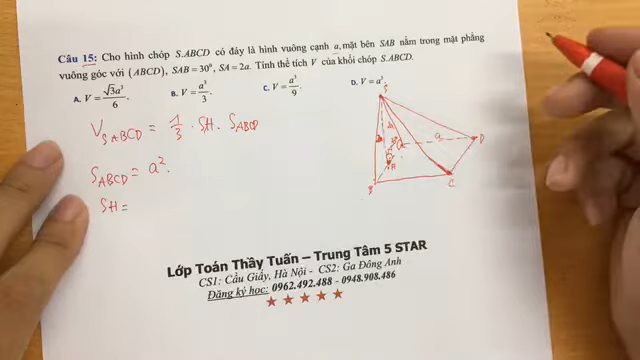 Câu 15: Cho hình chóp S.ABCD có đáy là hình vuông cạnh a, mặt bên SAB nằm trong mặt phẳng
vuông góc với (ABCD), SAB = 30°, SA = 2a. Tính thể tích V của khối chóp S.ABCD.
A. V = √3a³/6. B. V = a³/3. C. V = a³/9. D. V = a³
V SABCD = 1/3 . SH . SABCD
SABCD = a².
SH =
S
a
D
H
B
C
Lớp Toán Thầy Tuấn – Trung Tâm 5 STAR
CS1: Cầu Giấy, Hà Nội - CS2: Ga Đông Anh
Đăng ký học: 0962.492.488 - 0948.908.486